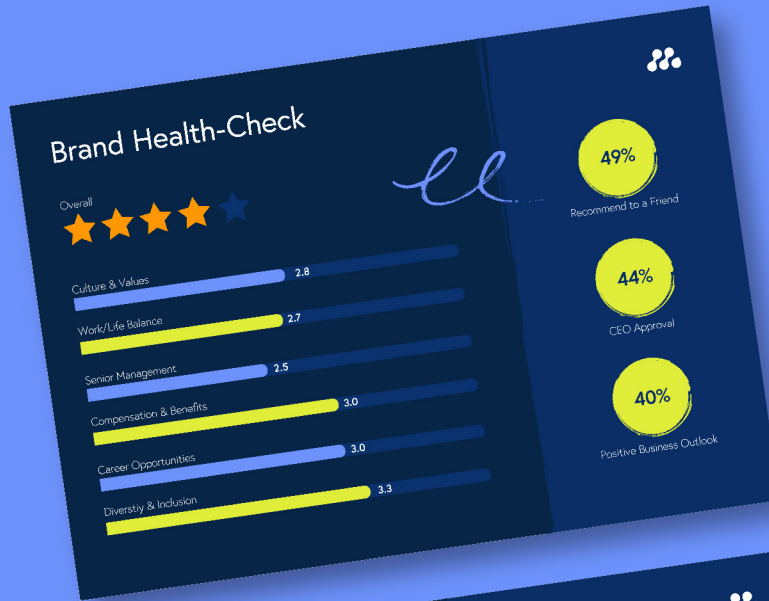 Brand Health-Check
Overall
Culture & Values
2.8
Work/Life Balance
2.7
Senior Management
2.5
Compensation & Benefits
3.0
Career Opportunities
3.0
Diverstiy & Inclusion
3.3
49%
Recommend to a Friend
44%
CEO Approval
40%
Positive Business Outlook